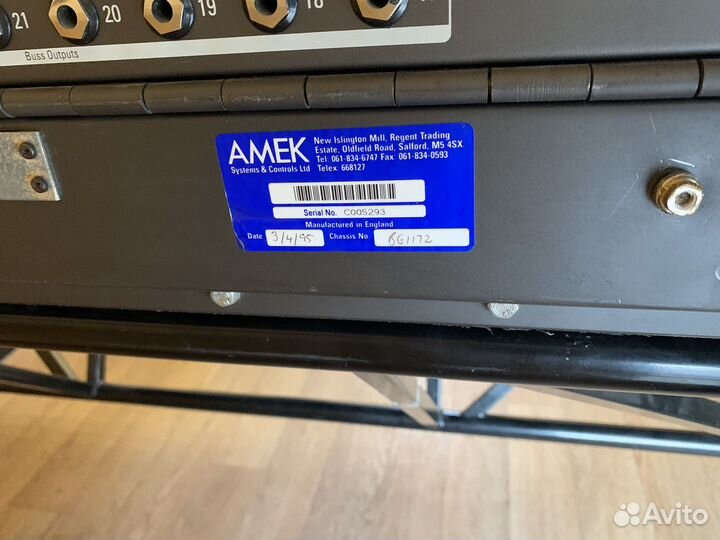 21
20
19
18
Buss Outputs
AMEK
Systems & Controls Ltd
New Islington Mill, Regent Trading
Estate, Oldfield Road, Salford, M5 4SX.
Tel. 061-834-6747 Fax. 061-834-0593
Telex. 668127
Serial No. C005293
Manufactured in England
Date 3/4/95 Chassis No BG1172
Avito